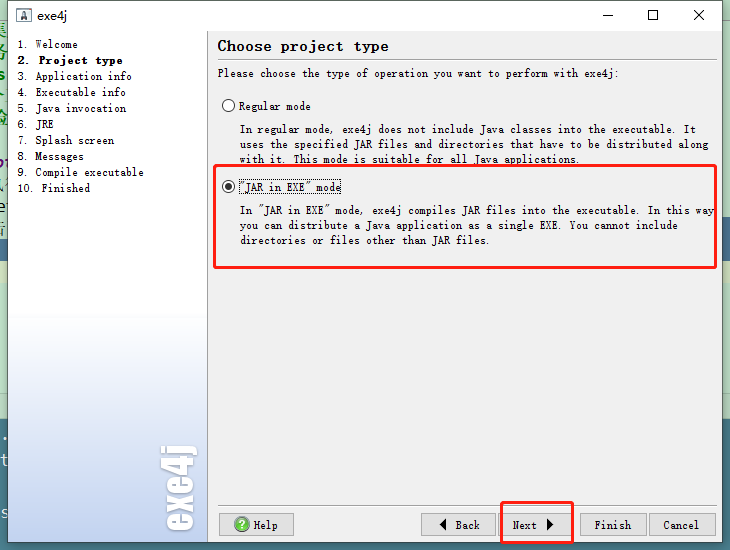 exe4j
1. Welcome
2. Project type
3. Application info
4. Executable info
5. Java invocation
6. JRE
7. Splash screen
8. Messages
9. Compile executable
10. Finished
exe4j
Choose project type
Please choose the type of operation you want to perform with exe4j:
Regular mode
In regular mode, exe4j does not include Java classes into the executable. It
uses the specified JAR files and directories that have to be distributed along
with it. This mode is suitable for all Java applications.
"JAR in EXE" mode
In "JAR in EXE" mode, exe4j compiles JAR files into the executable. In this way
you can distribute a Java application as a single EXE. You cannot include
directories or files other than JAR files.
Help
Back
Next
Finish
Cancel